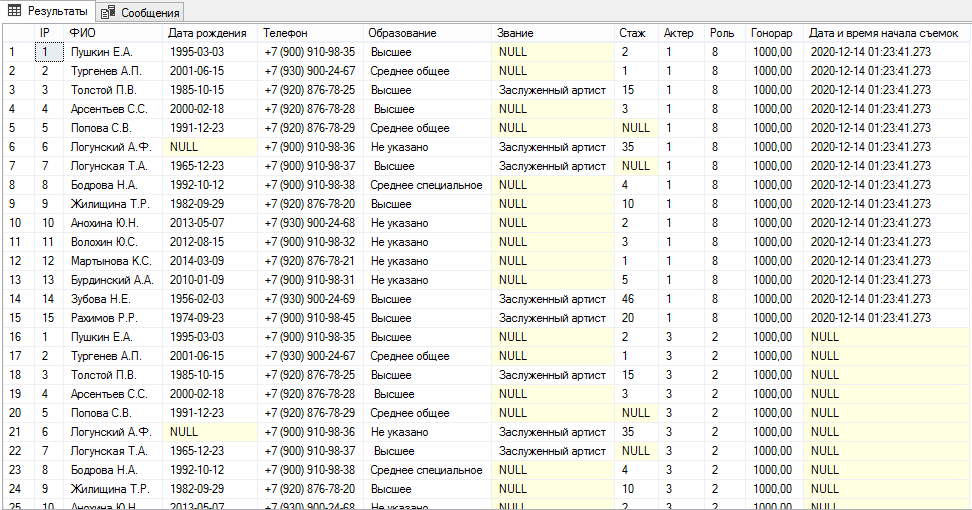 Результаты Сообщения
IP ФИО Дата рождения Телефон Образование Звание Стаж Актер Роль Гонорар Дата и время начала съемок
1 1 Пушкин Е.А. 1995-03-03 +7 (900) 910-98-35 Высшее NULL 2 1 8 1000,00 2020-12-14 01:23:41.273
2 2 Тургенев А.П. 2001-06-15 +7 (930) 900-24-67 Среднее общее NULL 1 1 8 1000,00 2020-12-14 01:23:41.273
3 3 Толстой П.В. 1985-10-15 +7 (920) 876-78-25 Высшее Заслуженный артист 15 1 8 1000,00 2020-12-14 01:23:41.273
4 4 Арсентьев С.С. 2000-02-18 +7 (920) 876-78-28 Высшее NULL 3 1 8 1000,00 2020-12-14 01:23:41.273
5 5 Попова С.В. 1991-12-23 +7 (920) 876-78-29 Среднее общее NULL NULL 1 8 1000,00 2020-12-14 01:23:41.273
6 6 Логунский А.Ф. NULL +7 (900) 910-98-36 Не указано Заслуженный артист 35 1 8 1000,00 2020-12-14 01:23:41.273
7 7 Логунская Т.А. 1965-12-23 +7 (900) 910-98-37 Высшее Заслуженный артист NULL 1 8 1000,00 2020-12-14 01:23:41.273
8 8 Бодрова Н.А. 1992-10-12 +7 (900) 910-98-38 Среднее специальное NULL 4 1 8 1000,00 2020-12-14 01:23:41.273
9 9 Жилищина Т.Р. 1982-09-29 +7 (920) 876-78-20 Высшее NULL 10 1 8 1000,00 2020-12-14 01:23:41.273
10 10 Анохина Ю.Н. 2013-05-07 +7 (930) 900-24-68 Не указано NULL 2 1 8 1000,00 2020-12-14 01:23:41.273
11 11 Волохин Ю.С. 2012-08-15 +7 (900) 910-98-32 Не указано NULL 3 1 8 1000,00 2020-12-14 01:23:41.273
12 12 Мартынова К.С. 2014-03-09 +7 (920) 876-78-21 Не указано NULL 1 1 8 1000,00 2020-12-14 01:23:41.273
13 13 Бурдинский А.А. 2010-01-09 +7 (900) 910-98-31 Не указано NULL 5 1 8 1000,00 2020-12-14 01:23:41.273
14 14 Зубова Н.Е. 1956-02-03 +7 (930) 900-24-69 Высшее Заслуженный артист 46 1 8 1000,00 2020-12-14 01:23:41.273
15 15 Рахимов Р.Р. 1974-09-23 +7 (900) 910-98-45 Высшее Заслуженный артист 20 1 8 1000,00 2020-12-14 01:23:41.273
16 1 Пушкин Е.А. 1995-03-03 +7 (900) 910-98-35 Высшее NULL 2 3 2 1000,00 NULL
17 2 Тургенев А.П. 2001-06-15 +7 (930) 900-24-67 Среднее общее NULL 1 3 2 1000,00 NULL
18 3 Толстой П.В. 1985-10-15 +7 (920) 876-78-25 Высшее Заслуженный артист 15 3 2 1000,00 NULL
19 4 Арсентьев С.С. 2000-02-18 +7 (920) 876-78-28 Высшее NULL 3 3 2 1000,00 NULL
20 5 Попова С.В. 1991-12-23 +7 (920) 876-78-29 Среднее общее NULL NULL 3 2 1000,00 NULL
21 6 Логунский А.Ф. NULL +7 (900) 910-98-36 Не указано Заслуженный артист 35 3 2 1000,00 NULL
22 7 Логунская Т.А. 1965-12-23 +7 (900) 910-98-37 Высшее Заслуженный артист NULL 3 2 1000,00 NULL
23 8 Бодрова Н.А. 1992-10-12 +7 (900) 910-98-38 Среднее специальное NULL 4 3 2 1000,00 NULL
24 9 Жилищина Т.Р. 1982-09-29 +7 (920) 876-78-20 Высшее NULL 10 3 2 1000,00 NULL
25 10 Анохина Ю.Н. 2013-05-07 +7 (930) 900-24-68 Не указано NULL 2 3 2 1000,00 NULL